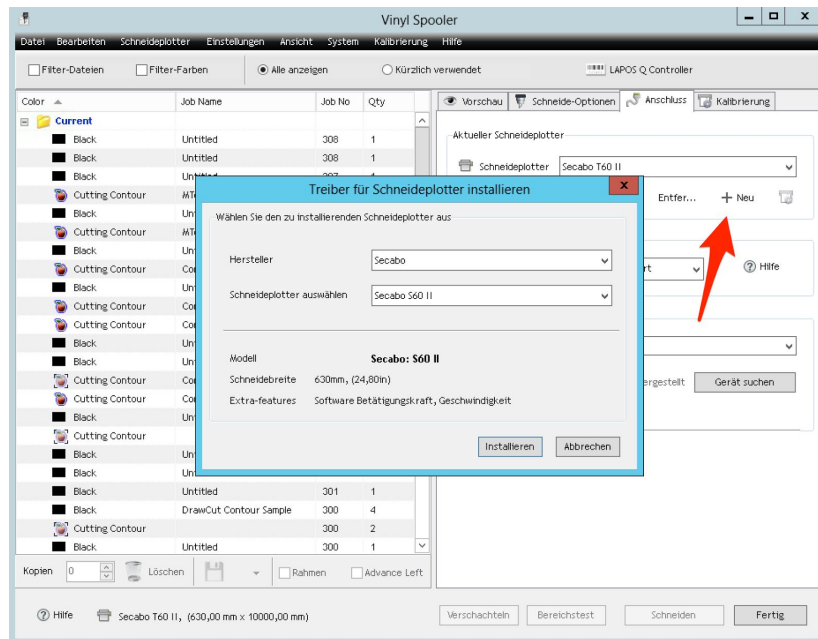 Vinyl Spooler
Datei Bearbeiten Schneideplotter Einstellungen Ansicht System Kalibrierung Hilfe
Filter-Dateien Filter-Farben Alle anzeigen Kürzlich verwendet LAPOS Q Controller
Color Job Name Job No Qty
Vorschau Schneide-Optionen Anschluss Kalibrierung
Current
Black Untitled 308 1
Aktueller Schneideplotter
Black Untitled 308 1
Schneideplotter Secabo T60 II
Black
Entfer... Neu
Cutting Contour
Black
Cutting Contour
Black
Cutting Contour
Hilfe
Black
Cutting Contour
Cutting Contour
Black
Black
Cutting Contour
ergestellt Gerät suchen
Cutting Contour
Black
Cutting Contour
Black
Black
Treiber für Schneideplotter installieren
Wählen Sie den zu installierenden Schneideplotter aus
Hersteller Secabo
Schneideplotter auswählen Secabo S60 II
Modell Secabo: S60 II
Schneidebreite 630mm, (24,80in)
Extra-features Software Betätigungskraft, Geschwindigkeit
Installieren Abbrechen
Black Untitled 301 1
Black DrawCut Contour Sample 300 4
Cutting Contour 300 2
Black Untitled 300 1
Kopien 0 Löschen Rahmen Advance Left
Hilfe Secabo T60 II, (630,00 mm x 10000,00 mm)
Verschachteln Bereichstest Schneiden Fertig